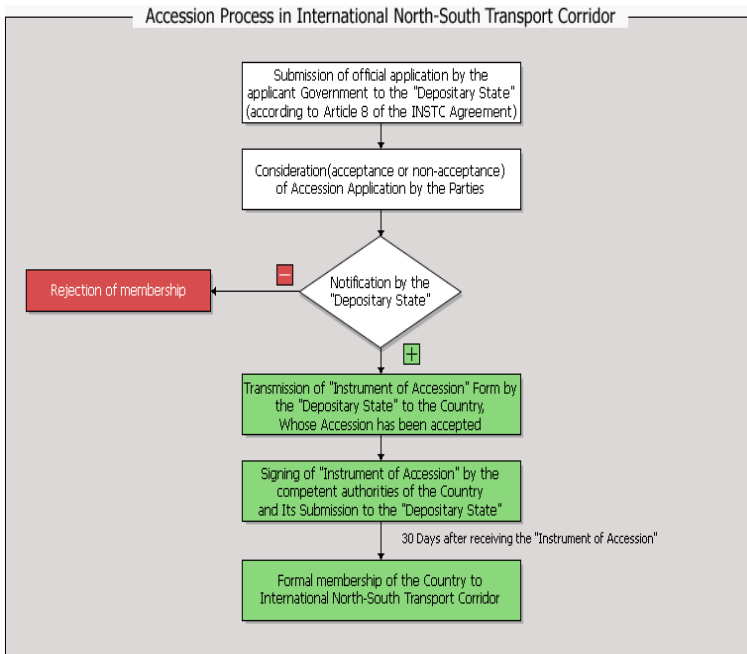 Accession Process in International North-South Transport Corridor
Submission of official application by the
applicant Government to the "Depositary State"
(according to Article 8 of the INSTC Agreement)
Consideration(acceptance or non-acceptance)
of Accession Application by the Parties
Notification by the
"Depositary State"
−
Rejection of membership
+
Transmission of "Instrument of Accession" Form by
the "Depositary State" to the Country,
Whose Accession has been accepted
Signing of "Instrument of Accession" by the
competent authorities of the Country
and Its Submission to the "Depositary State"
30 Days after receiving the "Instrument of Accession"
Formal membership of the Country to
International North-South Transport Corridor